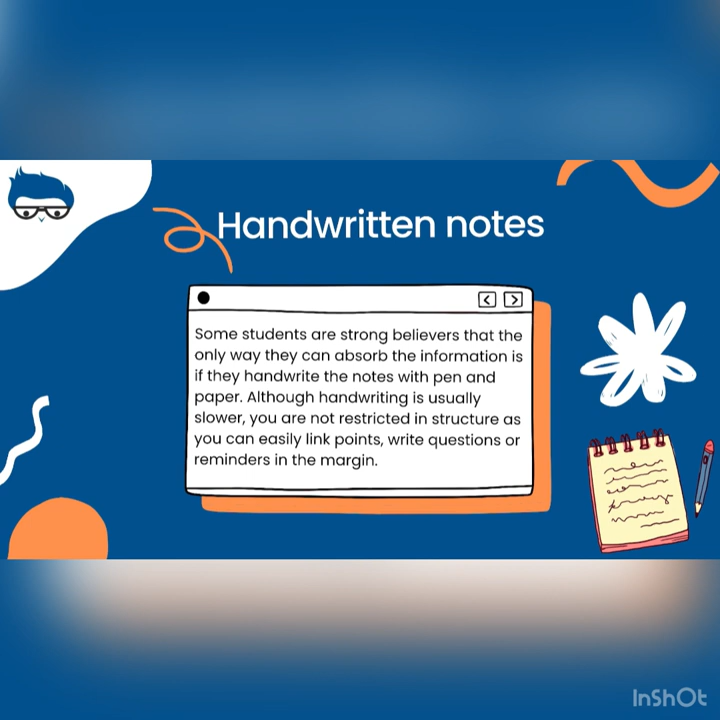 Handwritten notes
Some students are strong believers that the
only way they can absorb the information is
if they handwrite the notes with pen and
paper. Although handwriting is usually
slower, you are not restricted in structure as
you can easily link points, write questions or
reminders in the margin.
InShOt